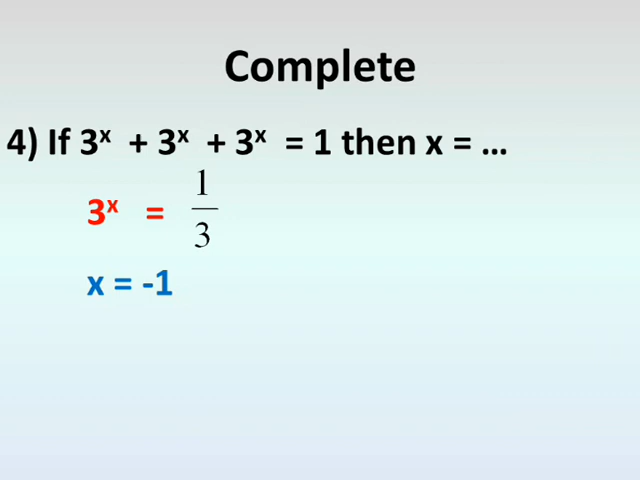 Complete
4) If 3ˣ + 3ˣ + 3ˣ = 1 then x = ...
3ˣ = 1/3
x = -1